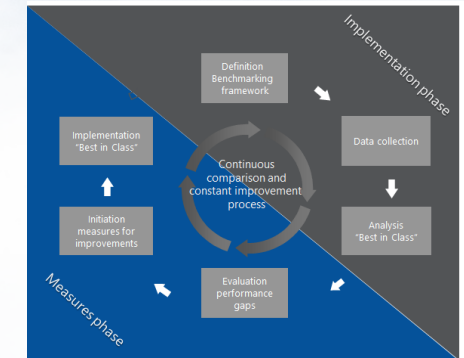 Implementation phase
Definition
Benchmarking
framework
Data collection
Analysis
"Best in Class"
Evaluation
performance
gaps
Initiation
measures for
improvements
Implementation
"Best in Class"
Continuous
comparison and
constant improvement
process
Measures phase